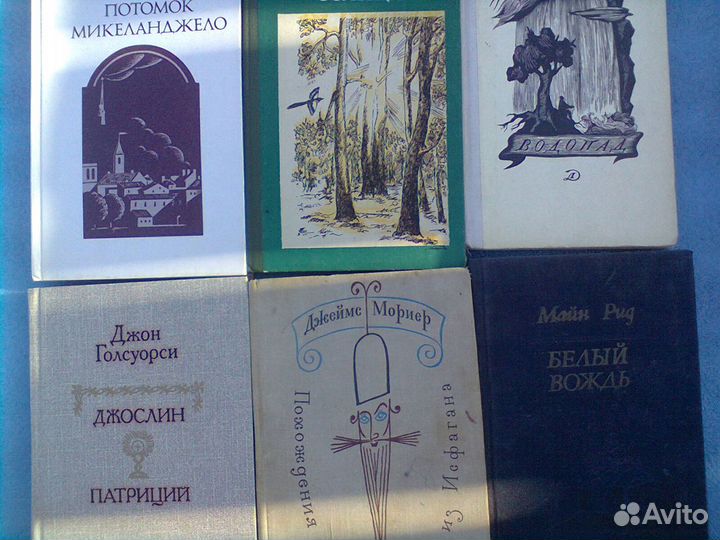 ПОТОМОК
МИКЕЛАНДЖЕЛО
ВОДОПАД
Д
Джон
Голсуорси
ДЖОСЛИН
ПАТРИЦИЙ
Джеймс Мориер
Похождения
из Исфагана
Майн Рид
БЕЛЫЙ
ВОЖДЬ
Avito